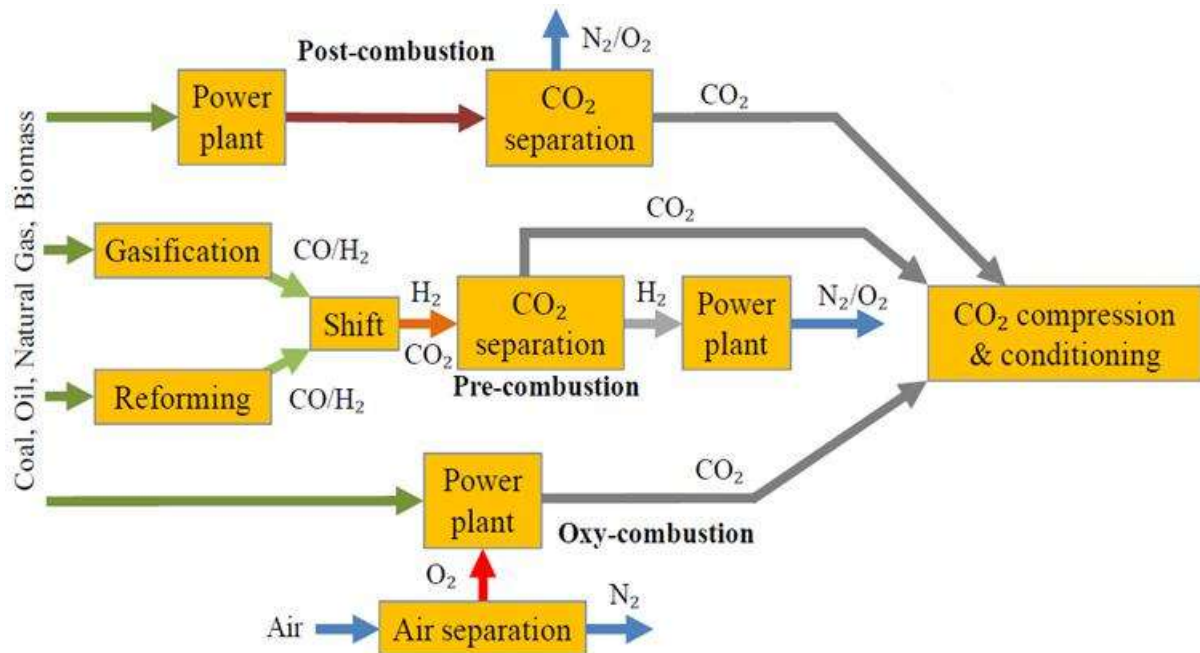 Coal, Oil, Natural Gas, Biomass
Post-combustion
N₂/O₂
Power
plant
CO₂
separation
CO₂
Gasification
CO/H₂
Reforming
CO/H₂
Shift
H₂
CO₂
CO₂
separation
Pre-combustion
CO₂
H₂
Power
plant
N₂/O₂
CO₂ compression
& conditioning
Power
plant
CO₂
Oxy-combustion
O₂
Air
Air separation
N₂